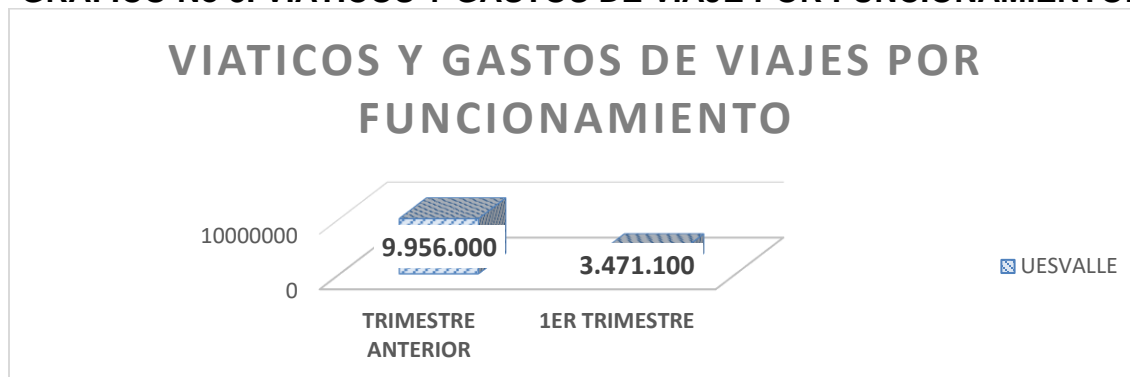 VIATICOS Y GASTOS DE VIAJES POR
FUNCIONAMIENTO
10000000
0
9.956.000
3.471.100
TRIMESTRE
ANTERIOR
1ER TRIMESTRE
UESVALLE